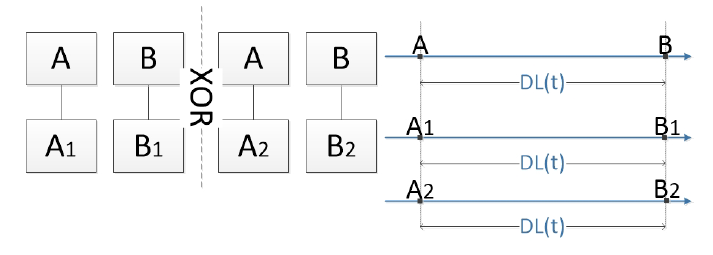 A B XOR A B
A1 B1 A2 B2
A B
DL(t)
A1 B1
DL(t)
A2 B2
DL(t)